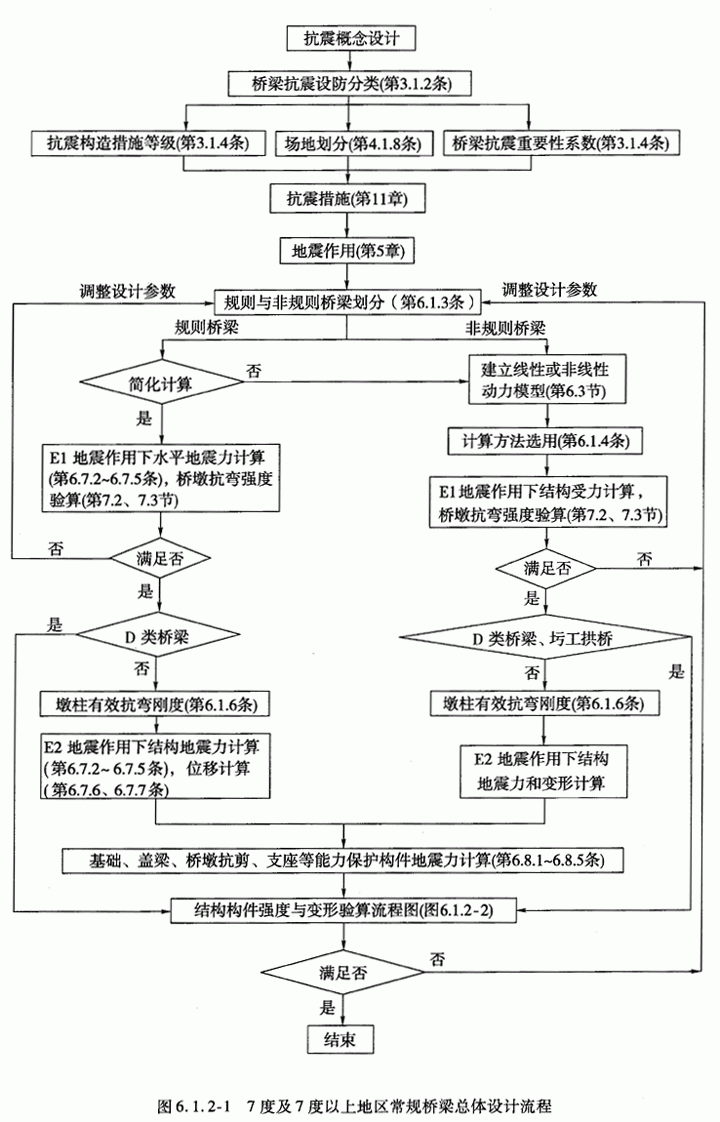 抗震概念设计
桥梁抗震设防分类(第3.1.2条)
抗震构造措施等级(第3.1.4条)
场地划分(第4.1.8条)
桥梁抗震重要性系数(第3.1.4条)
抗震措施(第11章)
地震作用(第5章)
调整设计参数
规则与非规则桥梁划分（第6.1.3条）
调整设计参数
规则桥梁
非规则桥梁
简化计算
否
建立线性或非线性
动力模型(第6.3节)
是
计算方法选用(第6.1.4条)
E1 地震作用下水平地震力计算
(第6.7.2~6.7.5条)，桥墩抗弯强度
验算(第7.2、7.3节)
E1地震作用下结构受力计算，
桥墩抗弯强度验算(第7.2、7.3节)
否
满足否
满足否
否
是
是
是
D 类桥梁
D 类桥梁、圬工拱桥
否
否
是
墩柱有效抗弯刚度(第6.1.6条)
墩柱有效抗弯刚度(第6.1.6条)
E2 地震作用下结构地震力计算
(第6.7.2~6.7.5条)，位移计算
(第6.7.6、6.7.7条)
E2 地震作用下结构
地震力和变形计算
基础、盖梁、桥墩抗剪、支座等能力保护构件地震力计算(第6.8.1~6.8.5条)
结构构件强度与变形验算流程图(图6.1.2-2)
满足否
否
是
结束
图6.1.2-1 7度及7度以上地区常规桥梁总体设计流程